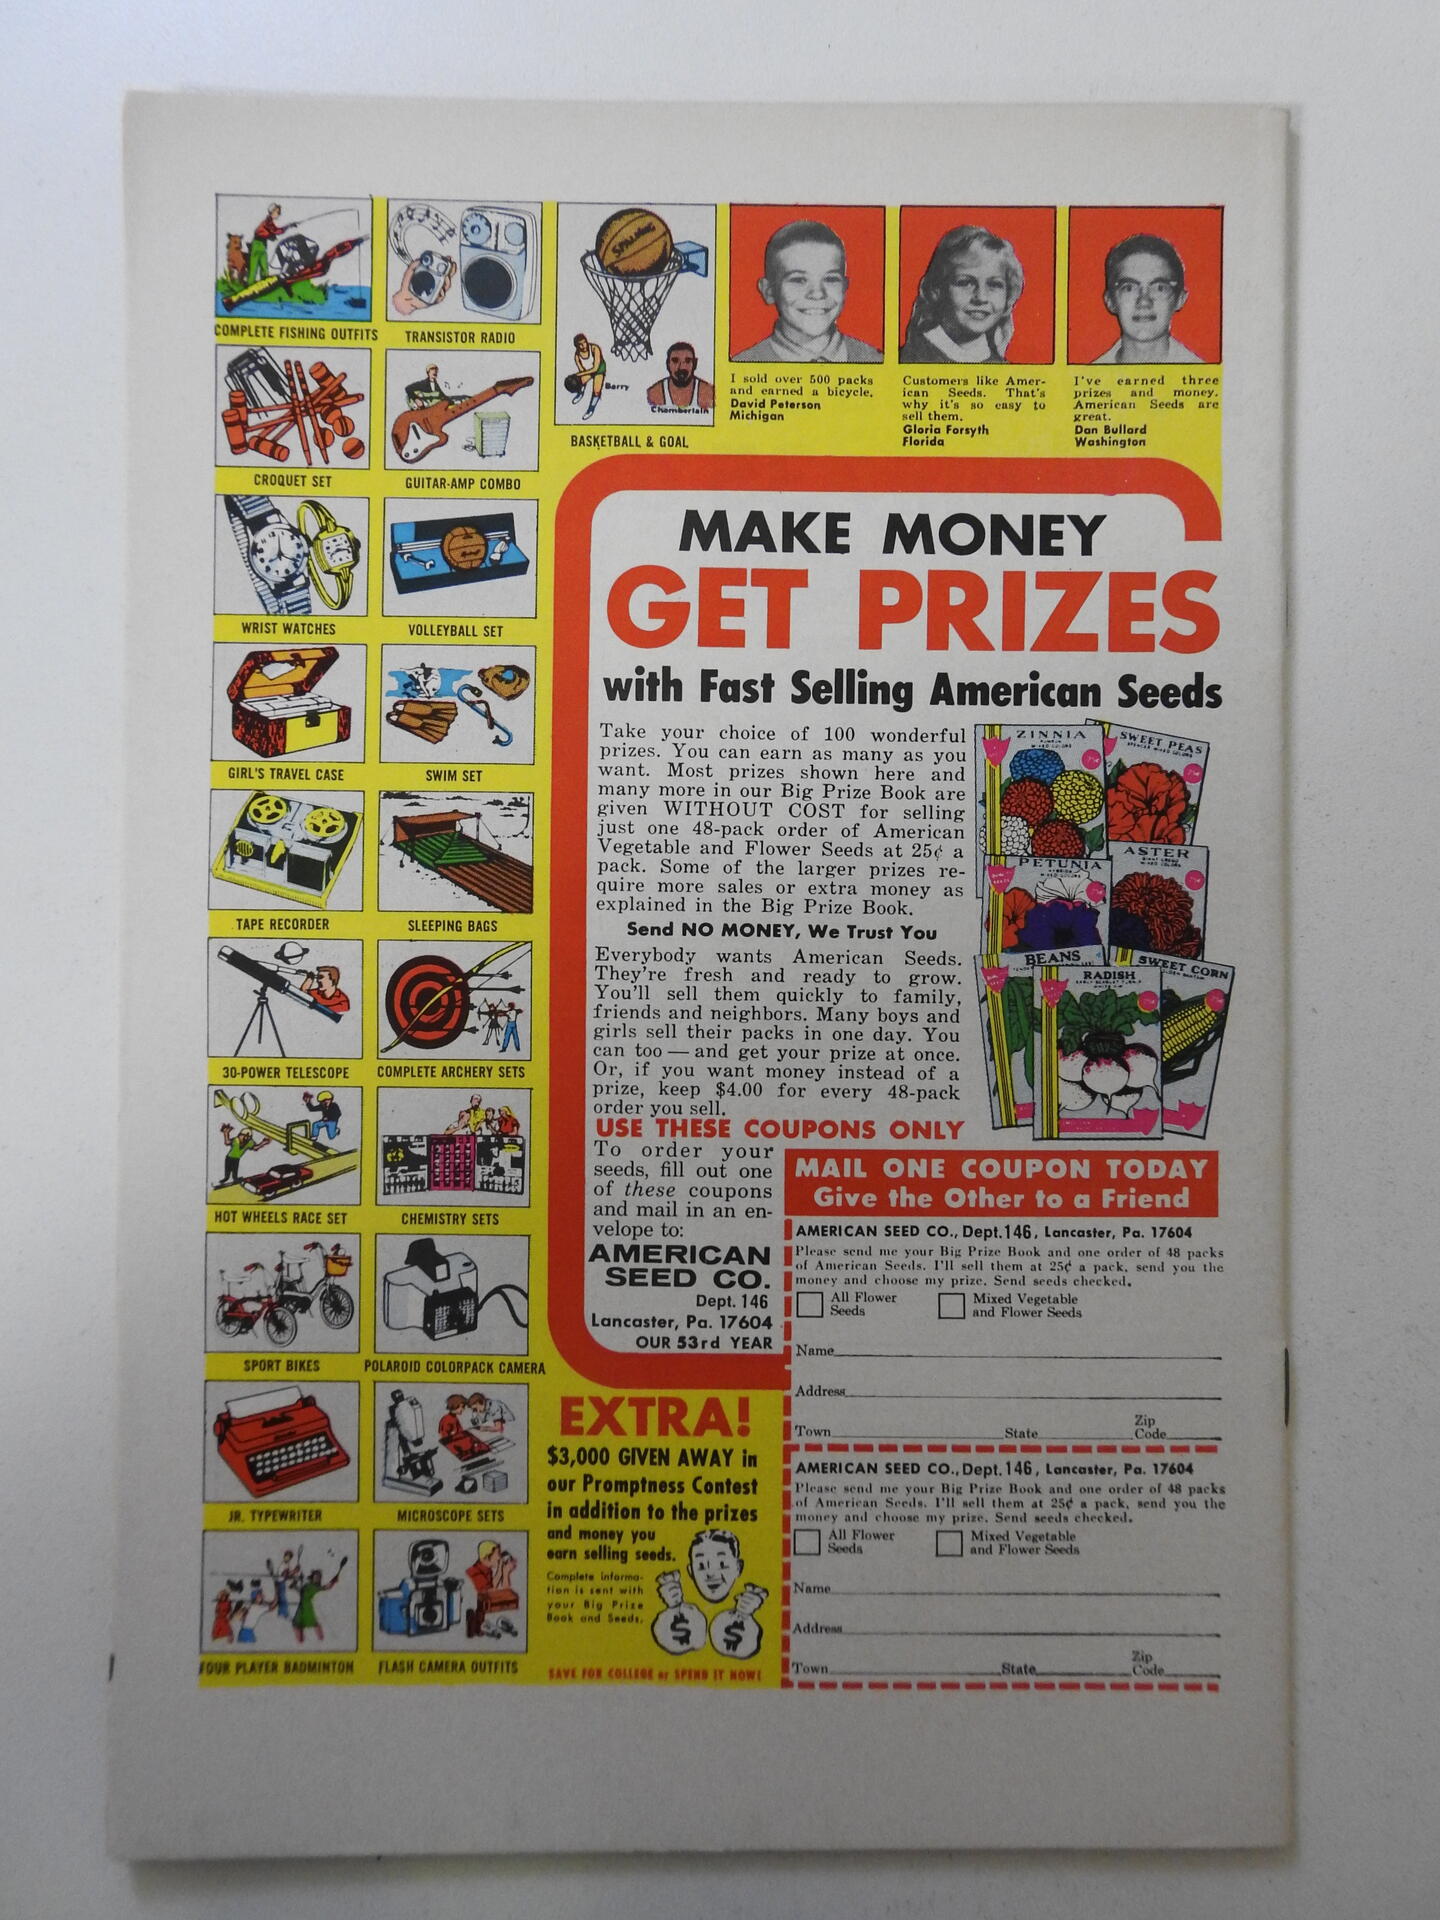 COMPLETE FISHING OUTFITS
TRANSISTOR RADIO
SPALDING
Barry
Chamberlain
BASKETBALL & GOAL
CROQUET SET
GUITAR-AMP COMBO
WRIST WATCHES
VOLLEYBALL SET
GIRL'S TRAVEL CASE
SWIM SET
TAPE RECORDER
SLEEPING BAGS
30-POWER TELESCOPE
COMPLETE ARCHERY SETS
HOT WHEELS RACE SET
CHEMISTRY SETS
SPORT BIKES
POLAROID COLORPACK CAMERA
JR. TYPEWRITER
MICROSCOPE SETS
FOUR PLAYER BADMINTON
FLASH CAMERA OUTFITS
I sold over 500 packs
and earned a bicycle.
David Peterson
Michigan
Customers like Amer-
ican Seeds. That's
why it's so easy to
sell them.
Gloria Forsyth
Florida
I've earned three
prizes and money.
American Seeds are
great.
Dan Bullard
Washington
MAKE MONEY
GET PRIZES
with Fast Selling American Seeds
Take your choice of 100 wonderful
prizes. You can earn as many as you
want. Most prizes shown here and
many more in our Big Prize Book are
given WITHOUT COST for selling
just one 48-pack order of American
Vegetable and Flower Seeds at 25¢ a
pack. Some of the larger prizes re-
quire more sales or extra money as
explained in the Big Prize Book.
Send NO MONEY, We Trust You
Everybody wants American Seeds.
They're fresh and ready to grow.
You'll sell them quickly to family,
friends and neighbors. Many boys and
girls sell their packs in one day. You
can too — and get your prize at once.
Or, if you want money instead of a
prize, keep $4.00 for every 48-pack
order you sell.
ZINNIA
MIXED COLORS
SWEET PEAS
MIXED COLORS
PETUNIA
MIXED COLORS
ASTER
MIXED COLORS
BEANS
RADISH
SWEET CORN
USE THESE COUPONS ONLY
To order your
seeds, fill out one
of these coupons
and mail in an en-
velope to:
AMERICAN
SEED CO.
Dept. 146
Lancaster, Pa. 17604
OUR 53rd YEAR
MAIL ONE COUPON TODAY
Give the Other to a Friend
AMERICAN SEED CO., Dept. 146, Lancaster, Pa. 17604
Please send me your Big Prize Book and one order of 48 packs
of American Seeds. I'll sell them at 25¢ a pack, send you the
money and choose my prize. Send seeds checked.
All Flower
Seeds
Mixed Vegetable
and Flower Seeds
Name
Address
Town State Zip
Code
AMERICAN SEED CO., Dept. 146, Lancaster, Pa. 17604
Please send me your Big Prize Book and one order of 48 packs
of American Seeds. I'll sell them at 25¢ a pack, send you the
money and choose my prize. Send seeds checked.
All Flower
Seeds
Mixed Vegetable
and Flower Seeds
Name
Address
Town State Zip
Code
EXTRA!
$3,000 GIVEN AWAY in
our Promptness Contest
in addition to the prizes
and money you
earn selling seeds.
Complete informa-
tion is sent with
your Big Prize
Book and Seeds.
$ $
SAVE FOR COLLEGE or SPEND IT NOW!